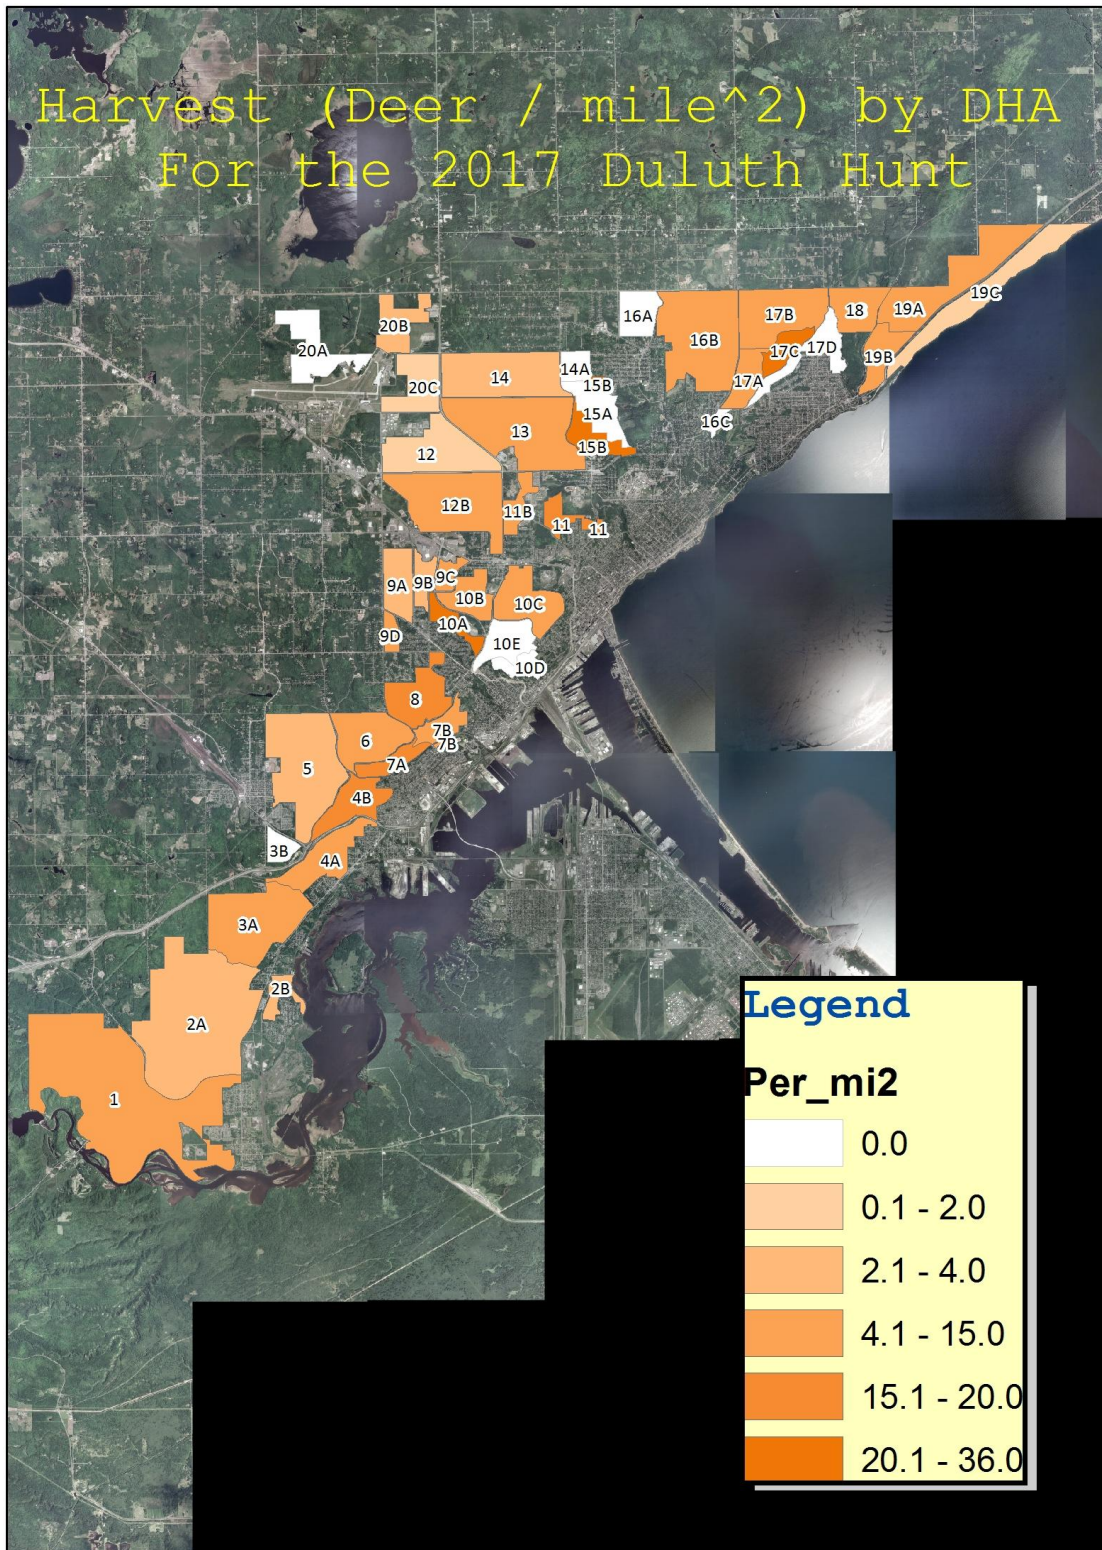 Harvest (Deer / mile^2) by DHA
For the 2017 Duluth Hunt
19C
16A
17B
18
19A
20B
20A
16B
17C
17D
19B
14A
14
20C
15B
17A
15A
16C
13
15B
12
12B
11B
11
11
9A
9B
9C
10B
10C
10A
9D
10E
10D
8
7B
7B
6
7A
5
4B
3B
4A
3A
2B
2A
1
Legend
Per_mi2
0.0
0.1 - 2.0
2.1 - 4.0
4.1 - 15.0
15.1 - 20.0
20.1 - 36.0